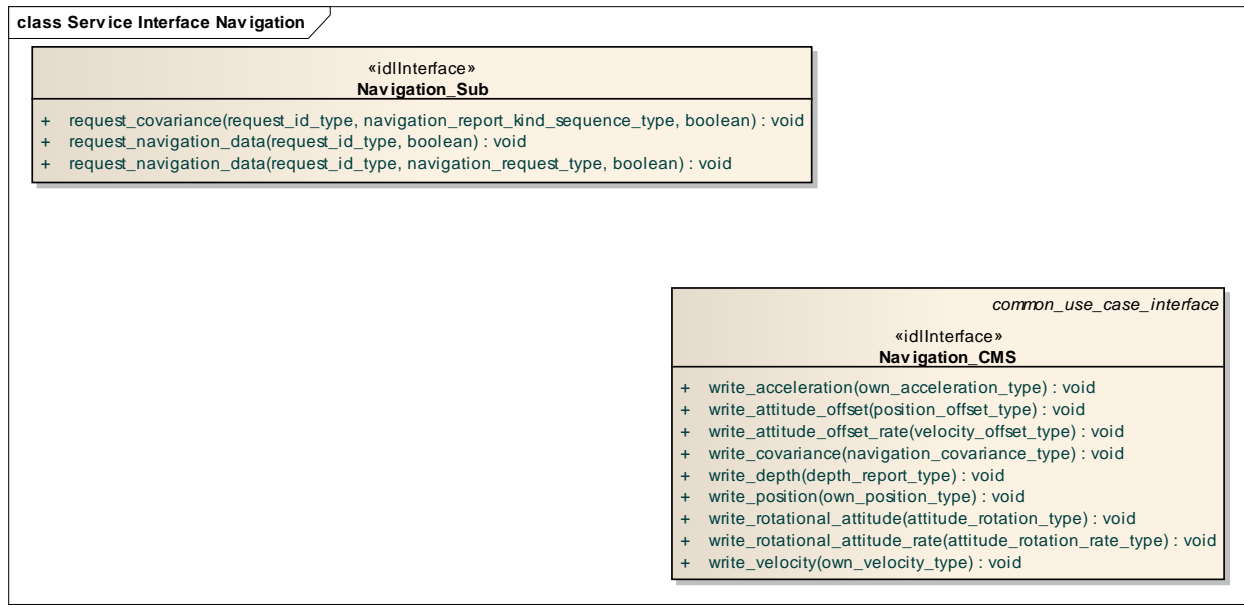 class Service Interface Navigation
«idlInterface»
Navigation_Sub
+ request_covariance(request_id_type, navigation_report_kind_sequence_type, boolean) : void
+ request_navigation_data(request_id_type, boolean) : void
+ request_navigation_data(request_id_type, navigation_request_type, boolean) : void
common_use_case_interface
«idlInterface»
Navigation_CMS
+ write_acceleration(own_acceleration_type) : void
+ write_attitude_offset(position_offset_type) : void
+ write_attitude_offset_rate(velocity_offset_type) : void
+ write_covariance(navigation_covariance_type) : void
+ write_depth(depth_report_type) : void
+ write_position(own_position_type) : void
+ write_rotational_attitude(attitude_rotation_type) : void
+ write_rotational_attitude_rate(attitude_rotation_rate_type) : void
+ write_velocity(own_velocity_type) : void